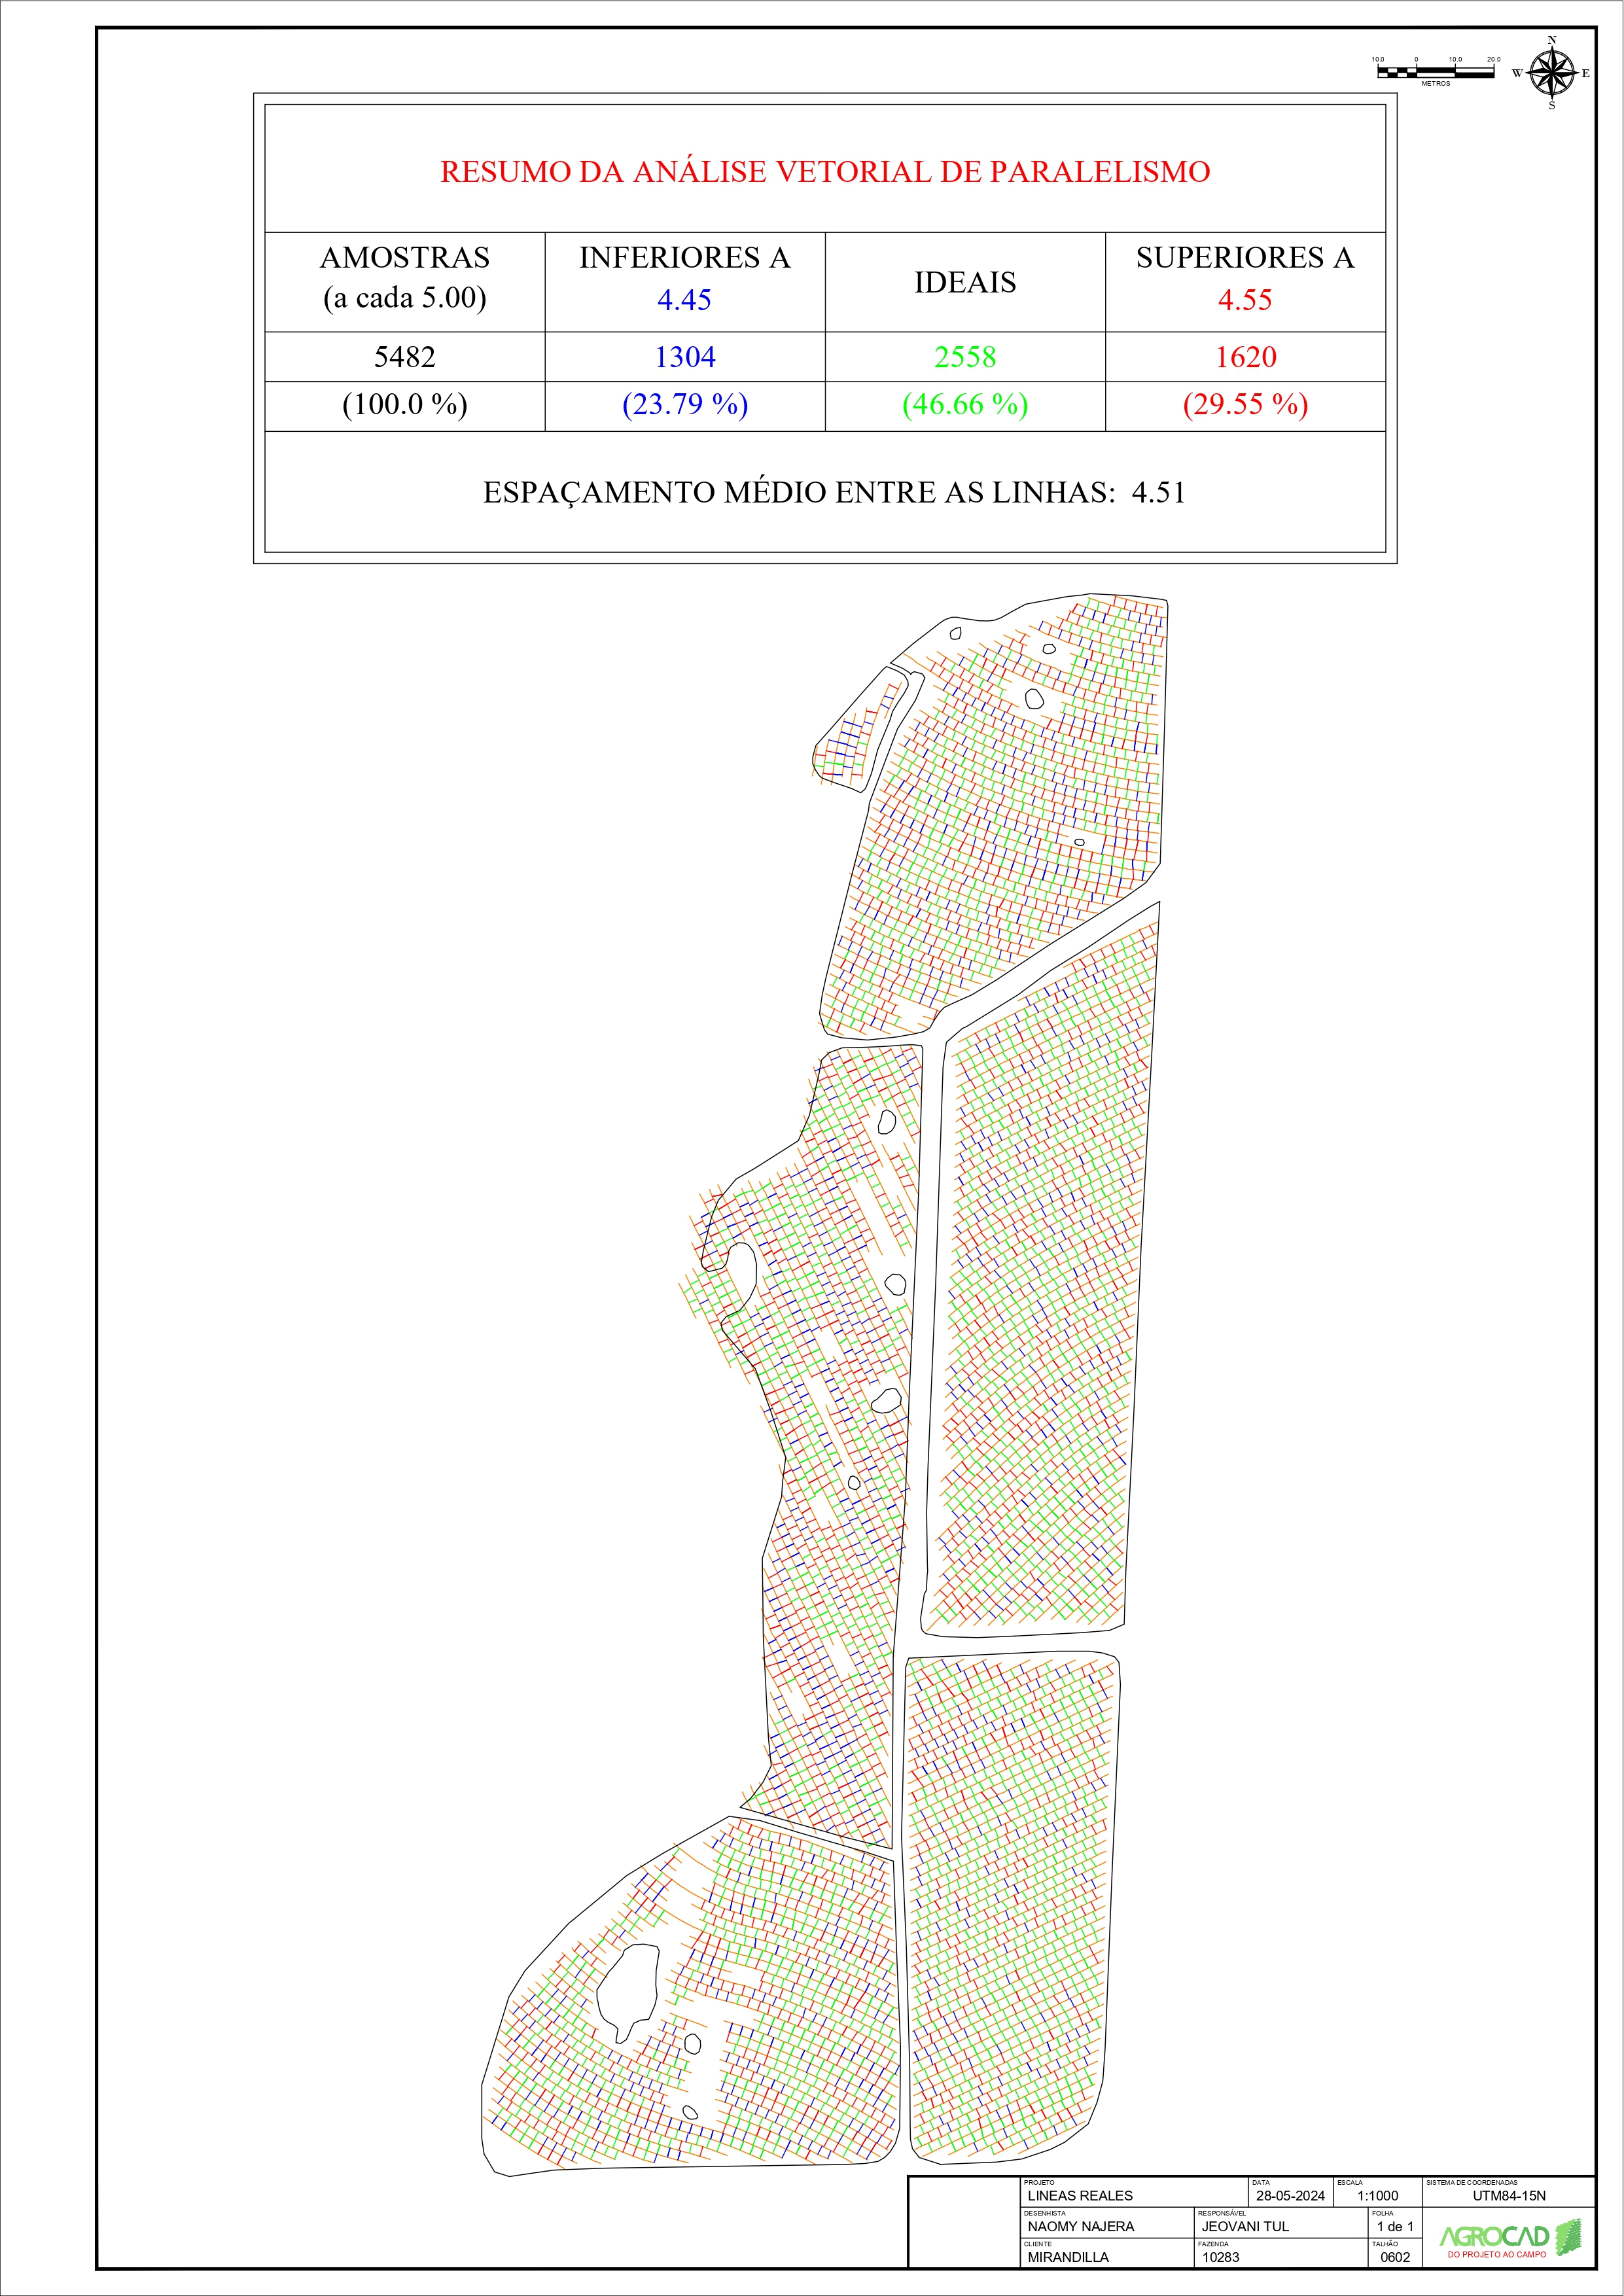 N
10.0 0 10.0 20.0
W E
METROS
S
RESUMO DA ANÁLISE VETORIAL DE PARALELISMO
AMOSTRAS
(a cada 5.00)
INFERIORES A
4.45
IDEAIS
SUPERIORES A
4.55
5482 1304 2558 1620
(100.0 %) (23.79 %) (46.66 %) (29.55 %)
ESPAÇAMENTO MÉDIO ENTRE AS LINHAS: 4.51
PROJETO DATA ESCALA SISTEMA DE COORDENADAS
LINEAS REALES 28-05-2024 1:1000 UTM84-15N
DESENHISTA RESPONSÁVEL FOLHA
NAOMY NAJERA JEOVANI TUL 1 de 1
CLIENTE FAZENDA TALHÃO
MIRANDILLA 10283 0602
AGROCAD
DO PROJETO AO CAMPO